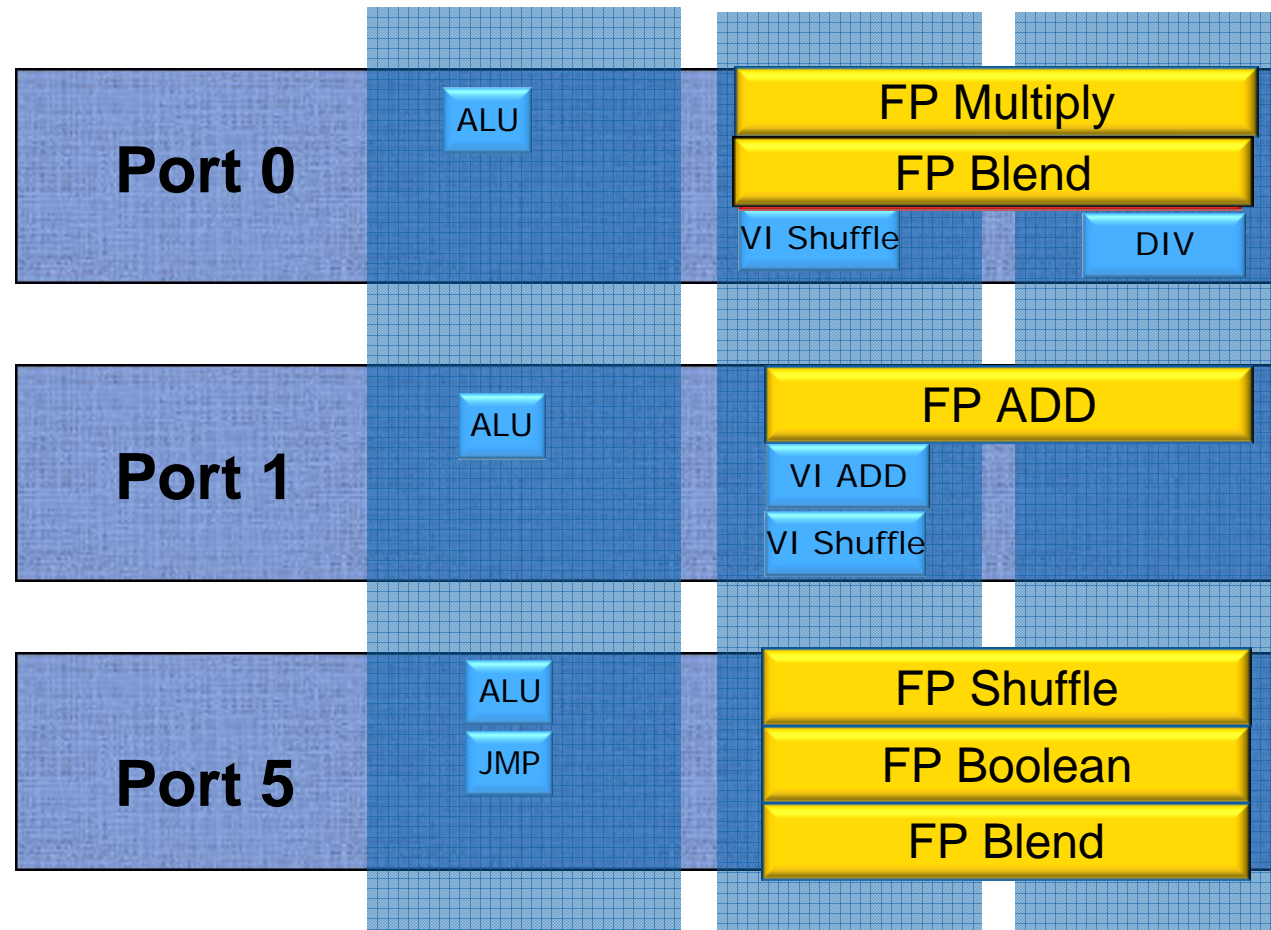 Port 0
ALU
FP Multiply
FP Blend
VI Shuffle
DIV
Port 1
ALU
FP ADD
VI ADD
VI Shuffle
Port 5
ALU
JMP
FP Shuffle
FP Boolean
FP Blend